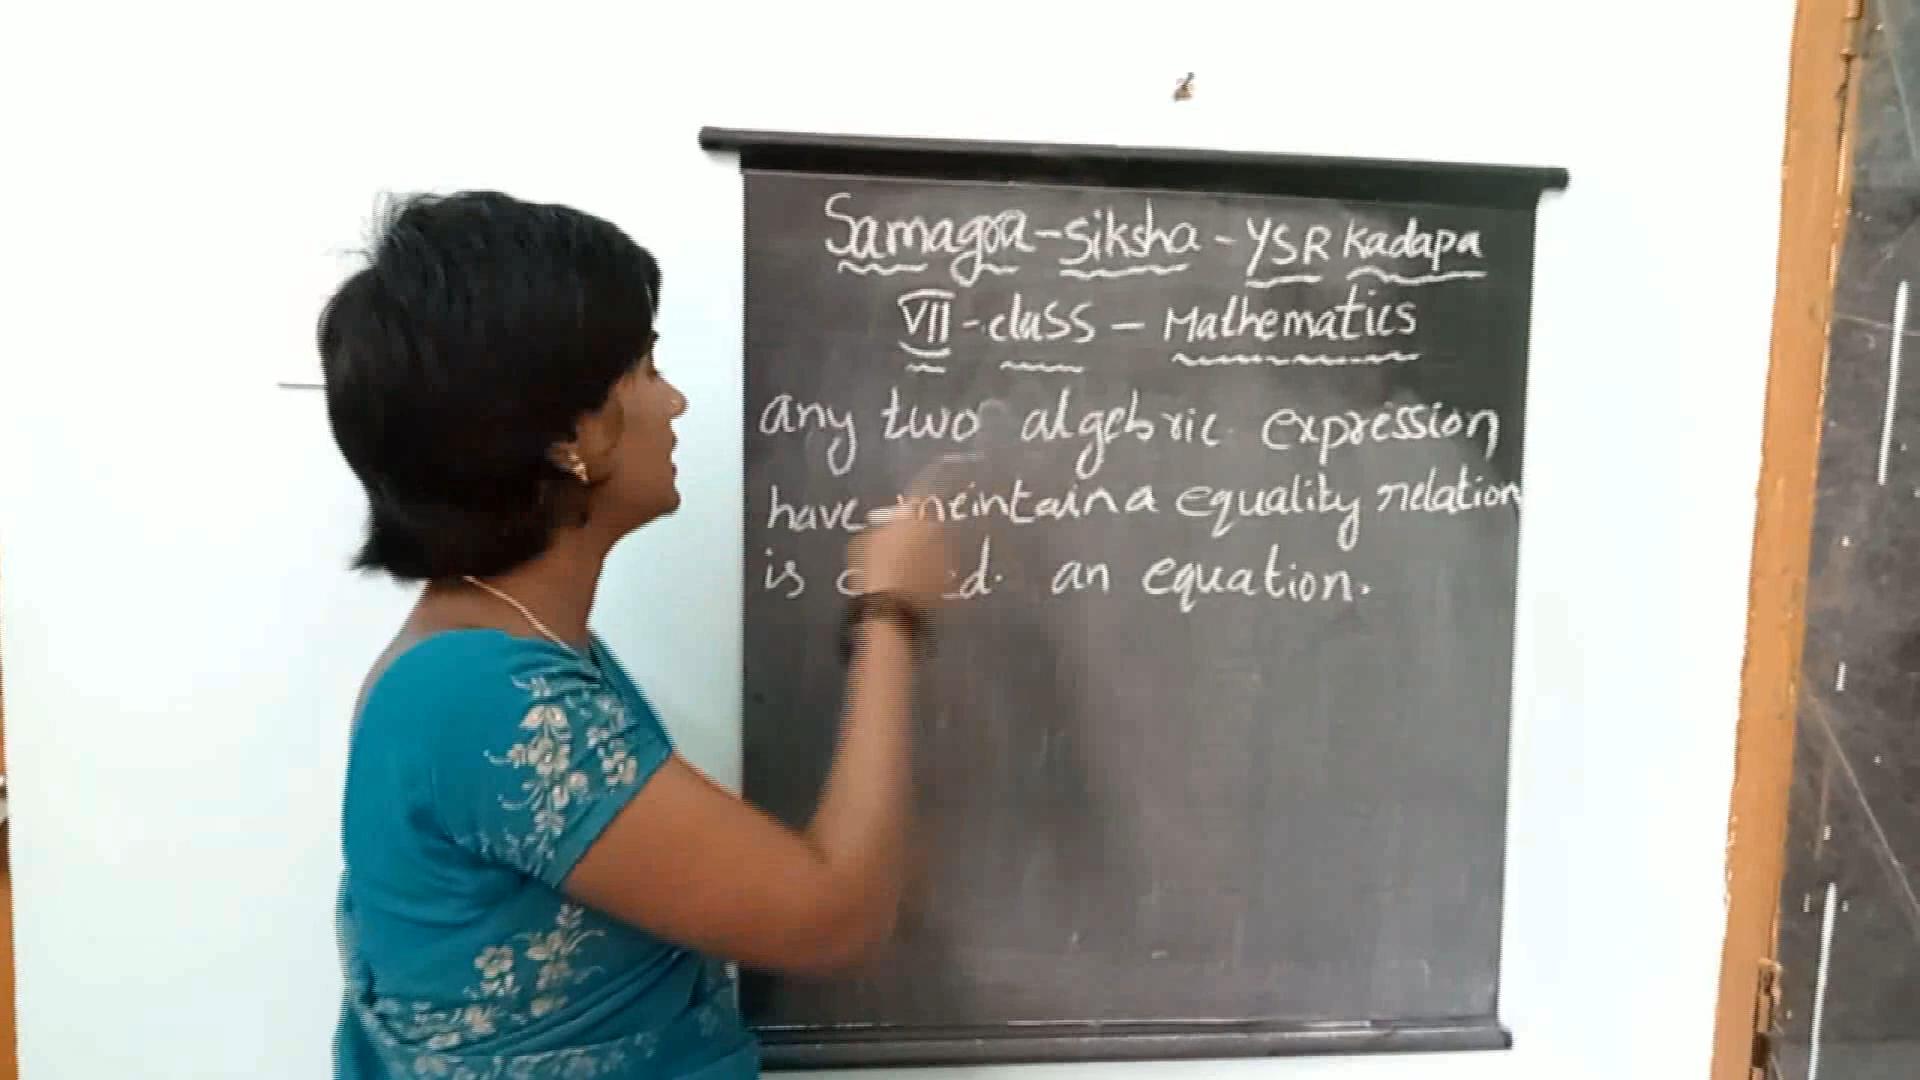 Samagra-siksha - YSR kadapa
VII - class - Mathematics
any two algebric expression
have meintain a equality relation
is an equation.